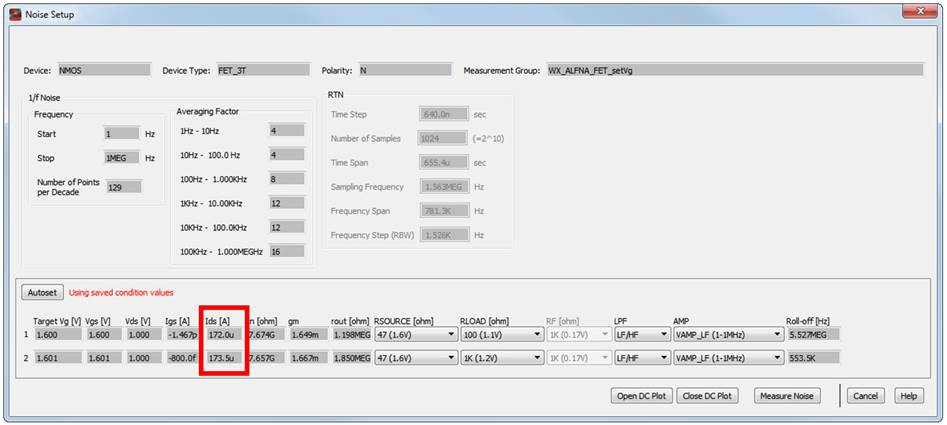 Noise Setup
Device: NMOS Device Type: FET_3T Polarity: N Measurement Group: WX_ALFNA_FET_setVg
1/f Noise
Frequency
Start 1 Hz
Stop 1MEG Hz
Number of Points per Decade 129
Averaging Factor
1Hz - 10Hz 4
10Hz - 100.0 Hz 4
100Hz - 1.000KHz 8
1KHz - 10.00KHz 12
10KHz - 100.0KHz 12
100KHz - 1.000MEGHz 16
RTN
Time Step 640.0n sec
Number of Samples 1024 (=2^10)
Time Span 655.4u sec
Sampling Frequency 1.563MEG Hz
Frequency Span 781.3K Hz
Frequency Step (RBW) 1.526K Hz
Autoset Using saved condition values
Target Vg [V] Vgs [V] Vds [V] Igs [A] Ids [A] [ohm] gm rout [ohm] RSOURCE [ohm] RLOAD [ohm] RF [ohm] LPF AMP Roll-off [Hz]
1 1.600 1.600 1.000 -1.467p 172.0u 7.674G 1.649m 1.198MEG 47 (1.6V) 100 (1.1V) 1K (0.17V) LF/HF VAMP_LF (1-1MHz) 5.527MEG
2 1.601 1.601 1.000 -800.0f 173.5u 7.657G 1.667m 1.850MEG 47 (1.6V) 1K (1.2V) 1K (0.17V) LF/HF VAMP_LF (1-1MHz) 553.5K
Open DC Plot Close DC Plot Measure Noise Cancel Help